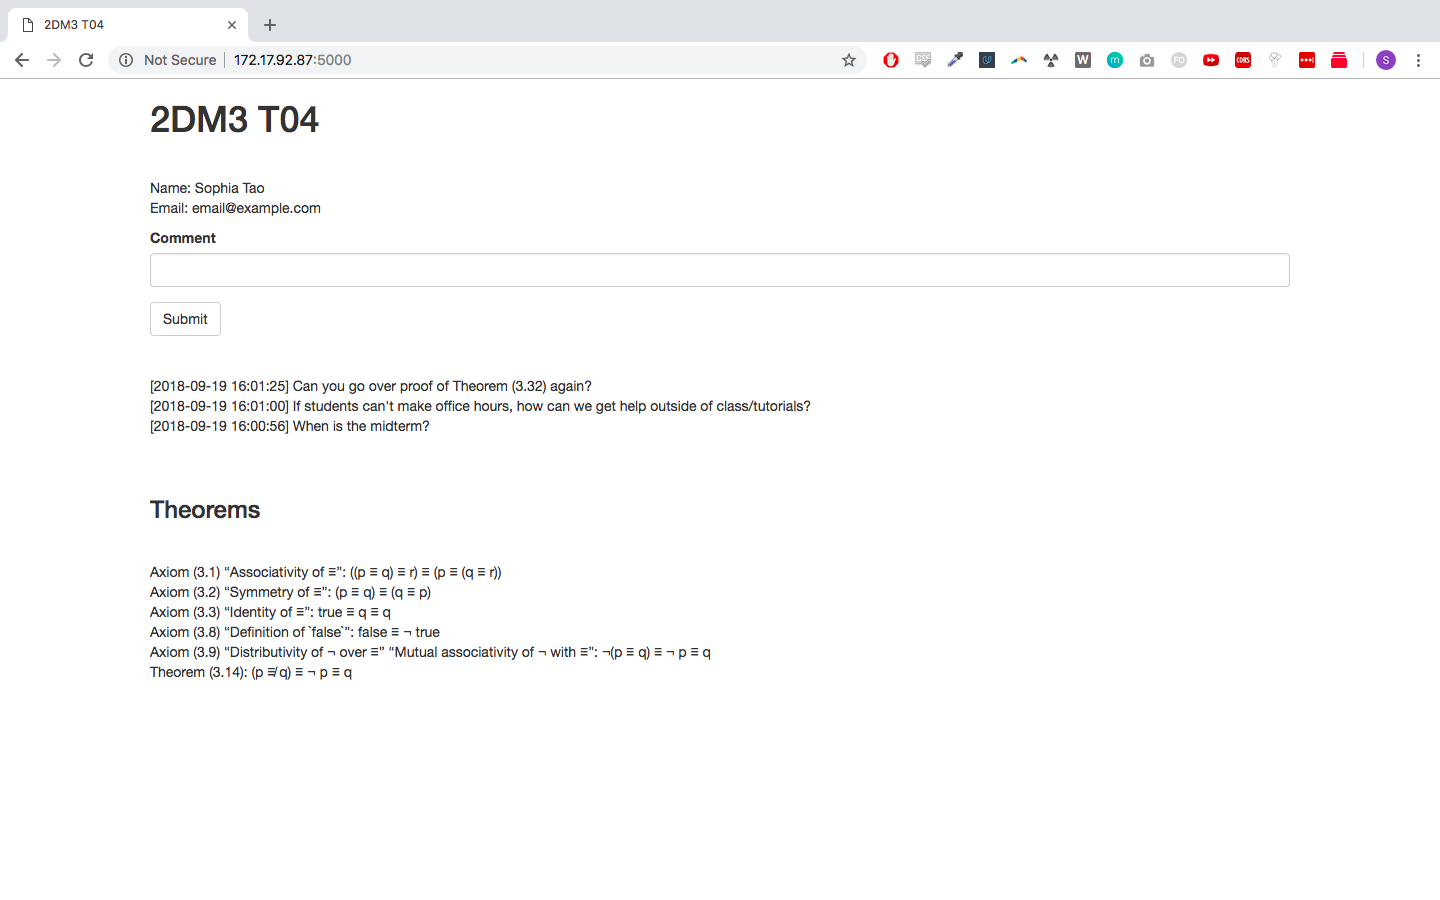 2DM3 T04
Not Secure
172.17.92.87:5000
CSS
W
m
FO
CORS
S
2DM3 T04
Name: Sophia Tao
Email: email@example.com
Comment
Submit
[2018-09-19 16:01:25] Can you go over proof of Theorem (3.32) again?
[2018-09-19 16:01:00] If students can't make office hours, how can we get help outside of class/tutorials?
[2018-09-19 16:00:56] When is the midterm?
Theorems
Axiom (3.1) “Associativity of ≡”: ((p ≡ q) ≡ r) ≡ (p ≡ (q ≡ r))
Axiom (3.2) “Symmetry of ≡”: (p ≡ q) ≡ (q ≡ p)
Axiom (3.3) “Identity of ≡”: true ≡ q ≡ q
Axiom (3.8) “Definition of `false`”: false ≡ ¬ true
Axiom (3.9) “Distributivity of ¬ over ≡” “Mutual associativity of ¬ with ≡”: ¬(p ≡ q) ≡ ¬ p ≡ q
Theorem (3.14): (p ≢ q) ≡ ¬ p ≡ q